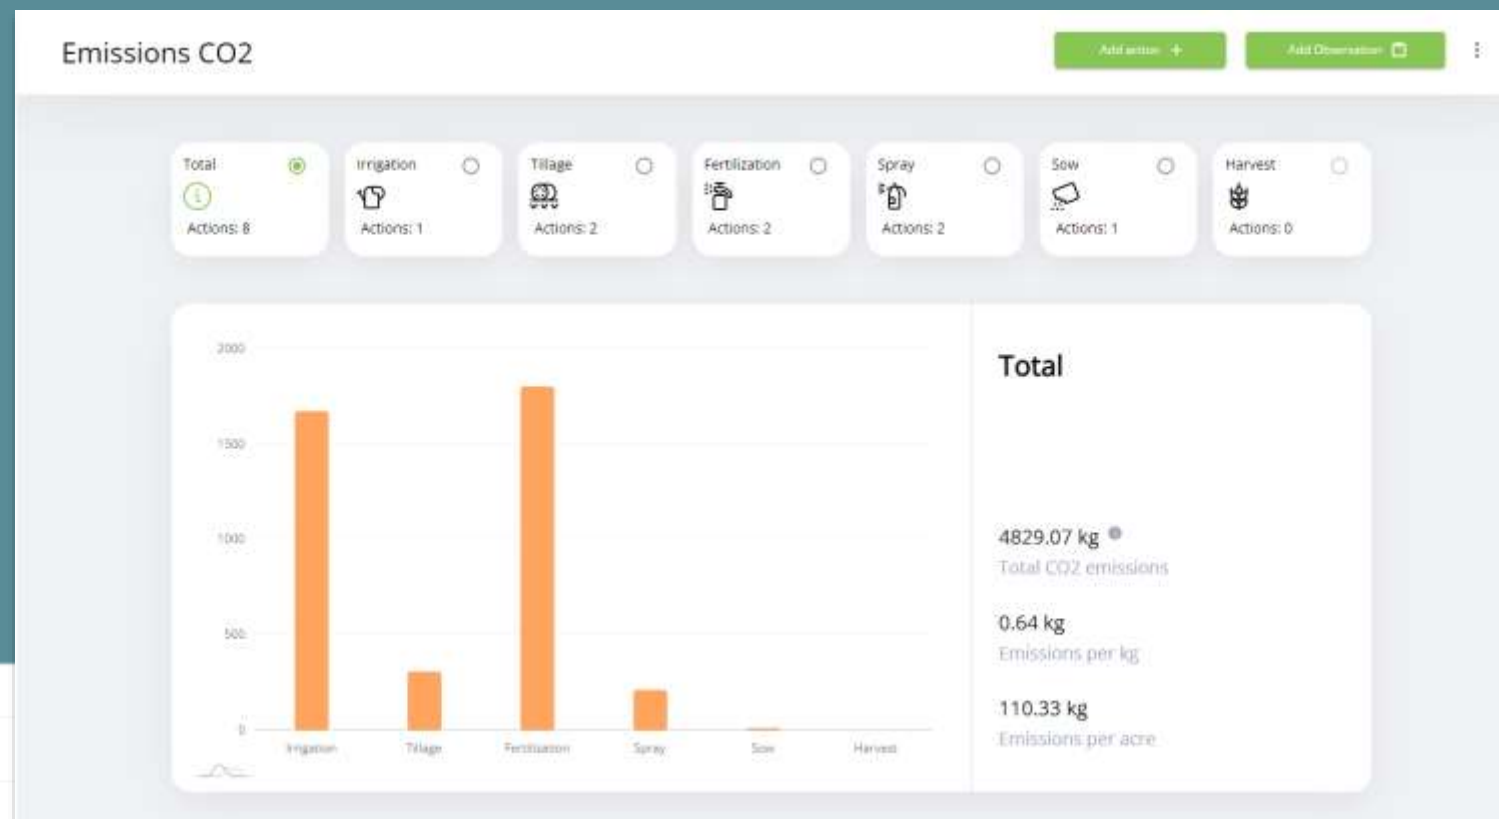 Emissions CO2
Add action +
Add Observation
Total
Actions: 8
Irrigation
Actions: 1
Tillage
Actions: 2
Fertilization
Actions: 2
Spray
Actions: 2
Sow
Actions: 1
Harvest
Actions: 0
2000
1500
1000
500
0
Irrigation
Tillage
Fertilization
Spray
Sow
Harvest
Total
4829.07 kg
Total CO2 emissions
0.64 kg
Emissions per kg
110.33 kg
Emissions per acre